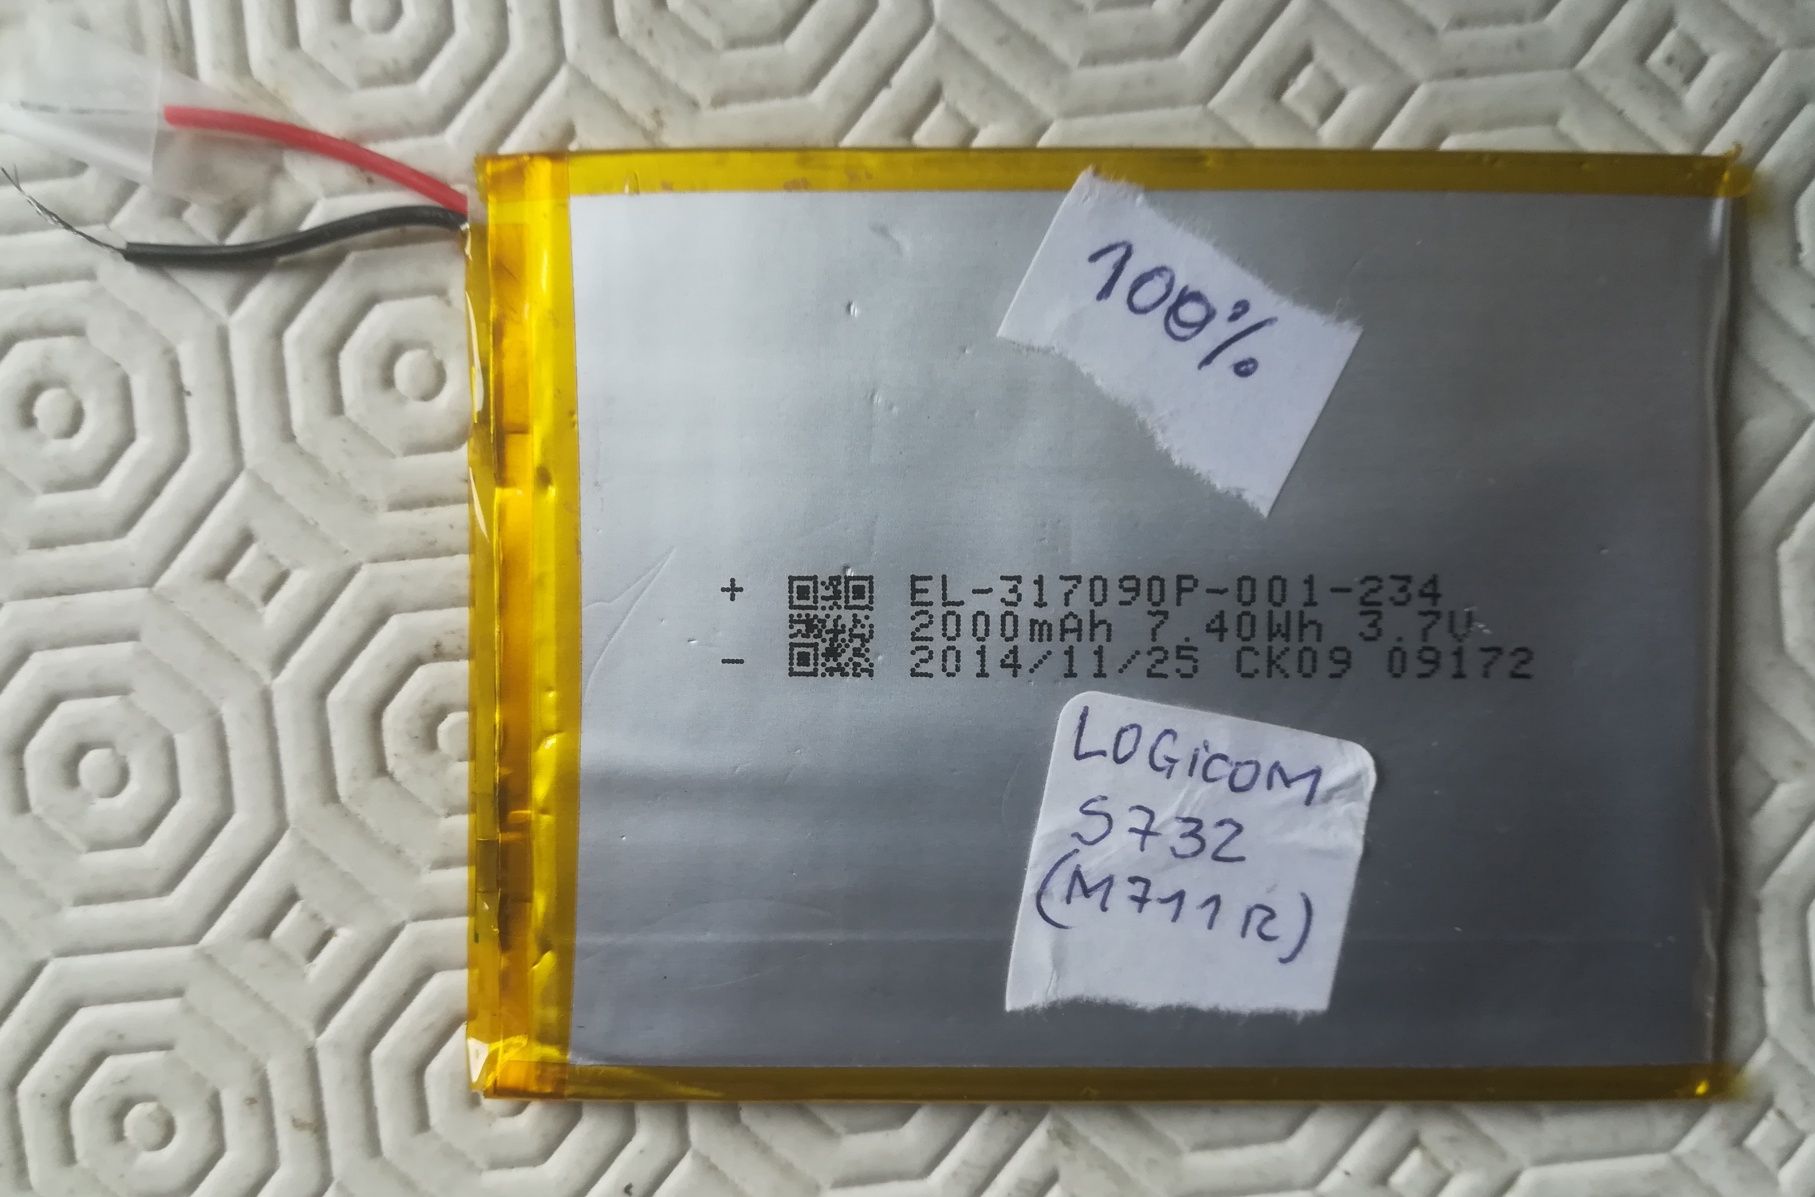 100%
+ EL-317090P-001-234
2000mAh 7.40Wh 3.7V
- 2014/11/25 CK09 09172
LOGiCOM
S732
(M711R)